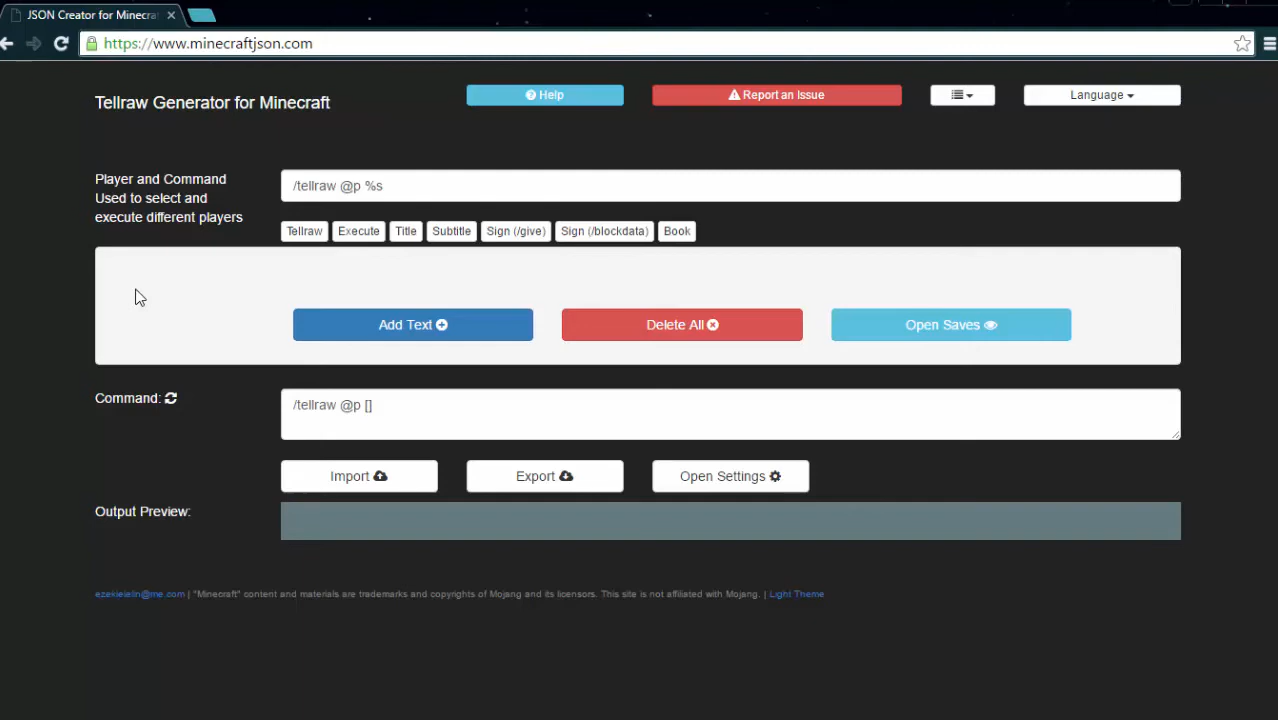 JSON Creator for Minecra
https://www.minecraftjson.com
Tellraw Generator for Minecraft
Help
Report an Issue
Language
Player and Command
Used to select and
execute different players
/tellraw @p %s
Tellraw
Execute
Title
Subtitle
Sign (/give)
Sign (/blockdata)
Book
Add Text
Delete All
Open Saves
Command:
/tellraw @p []
Import
Export
Open Settings
Output Preview:
ezekielelin@me.com | "Minecraft" content and materials are trademarks and copyrights of Mojang and its licensors. This site is not affiliated with Mojang. | Light Theme